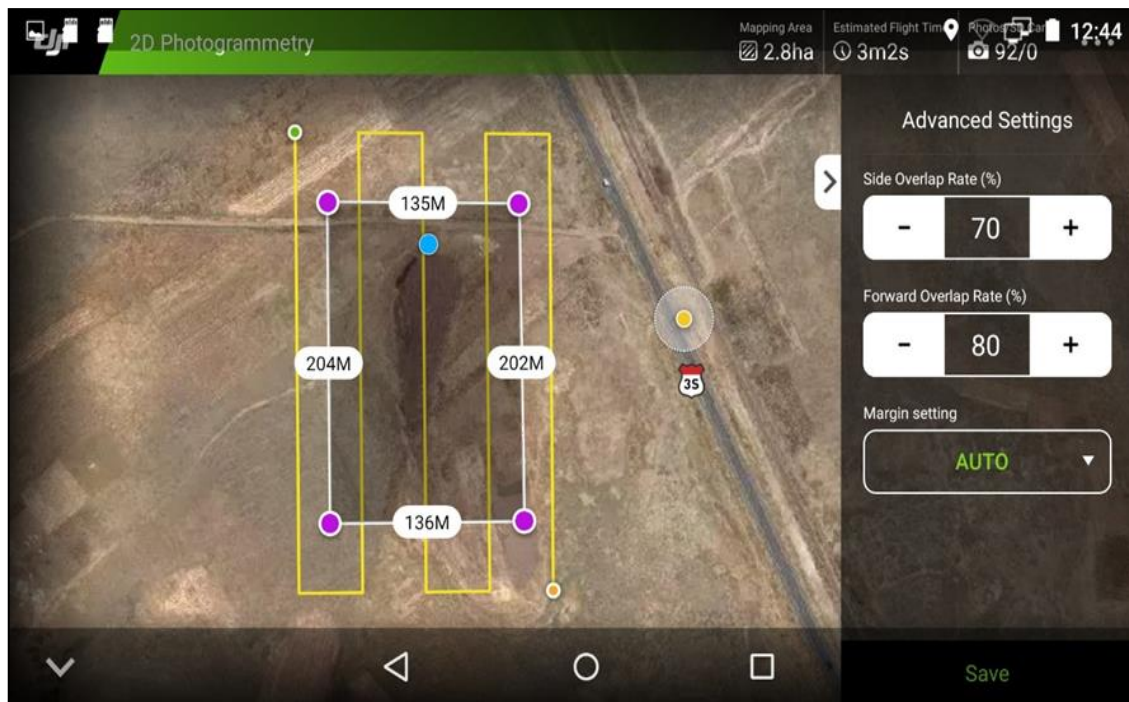 dji
2D Photogrammetry
Mapping Area
2.8ha
Estimated Flight Tim
3m2s
92/0
12:44
Advanced Settings
Side Overlap Rate (%)
- 70 +
Forward Overlap Rate (%)
- 80 +
Margin setting
AUTO
Save
135M
204M
202M
136M
35